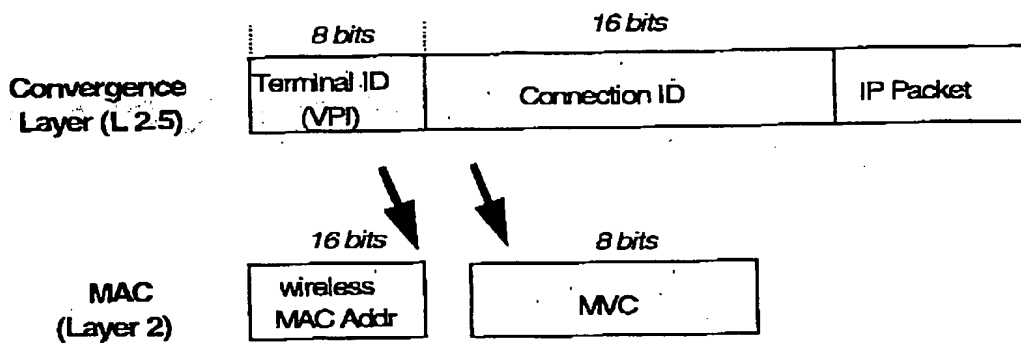 8 bits 16 bits
Convergence
Layer (L 2.5)
Terminal ID
(VPI)
Connection ID
IP Packet
16 bits 8 bits
MAC
(Layer 2)
wireless
MAC Addr
MVC